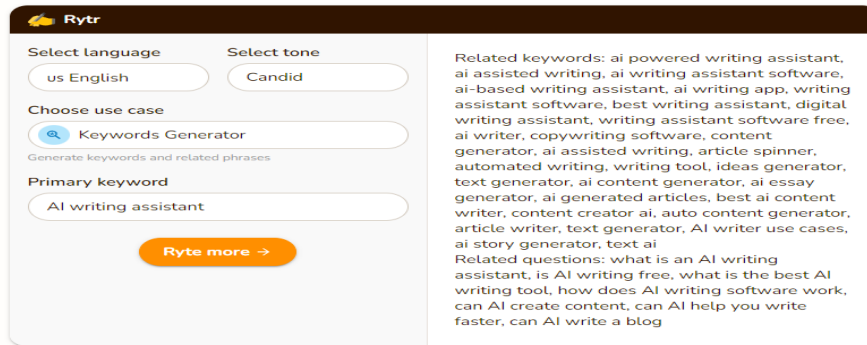 Rytr
Select language
Select tone
us English
Candid
Choose use case
Keywords Generator
Generate keywords and related phrases
Primary keyword
AI writing assistant
Ryte more →
Related keywords: ai powered writing assistant,
ai assisted writing, ai writing assistant software,
ai-based writing assistant, ai writing app, writing
assistant software, best writing assistant, digital
writing assistant, writing assistant software free,
ai writer, copywriting software, content
generator, ai assisted writing, article spinner,
automated writing, writing tool, ideas generator,
text generator, ai content generator, ai essay
generator, ai generated articles, best ai content
writer, content creator ai, auto content generator,
article writer, text generator, AI writer use cases,
ai story generator, text ai
Related questions: what is an AI writing
assistant, is AI writing free, what is the best AI
writing tool, how does AI writing software work,
can AI create content, can AI help you write
faster, can AI write a blog